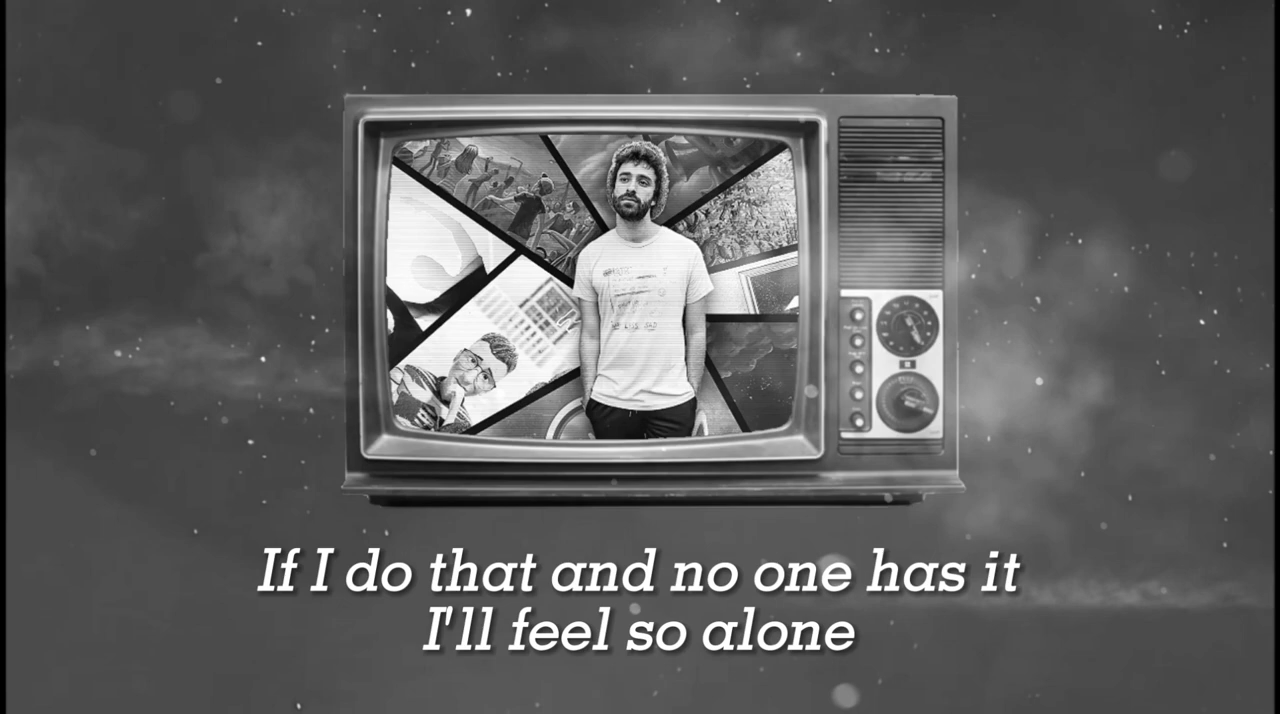 If I do that and no one has it
I'll feel so alone